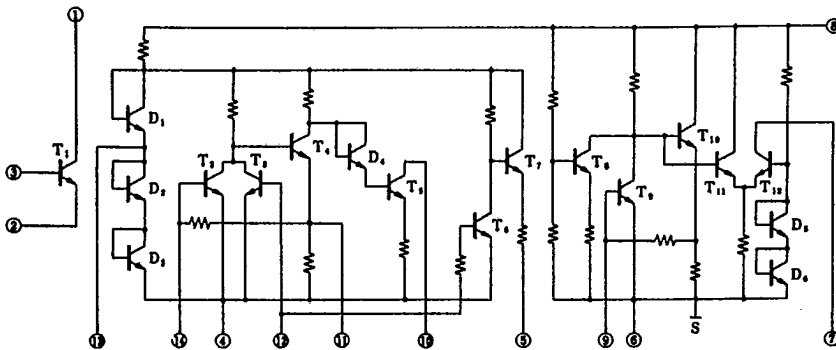 ①
⑧
D₁
T₁
T₂
T₃
T₄
D₄
T₇
T₈
T₁₀
③
D₂
T₅
T₉
T₁₁
T₁₂
D₅
②
T₆
D₃
D₆
S
⑬
⑭
④
⑫
⑪
⑩
⑤
⑨
⑥
⑦